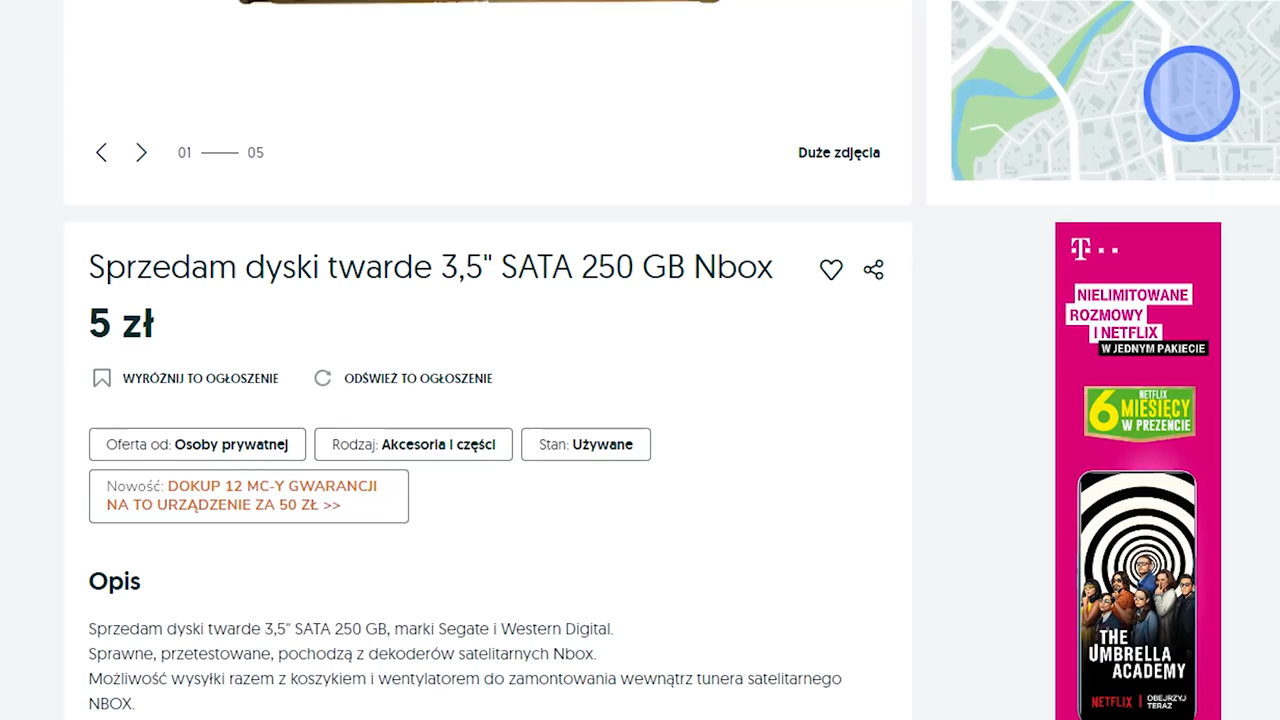 01 05
Duże zdjęcia
Sprzedam dyski twarde 3,5" SATA 250 GB Nbox
5 zł
WYRÓŻNIJ TO OGŁOSZENIE
ODŚWIEŻ TO OGŁOSZENIE
Oferta od: Osoby prywatnej
Rodzaj: Akcesoria i części
Stan: Używane
Nowość: DOKUP 12 MC-Y GWARANCJI
NA TO URZĄDZENIE ZA 50 ZŁ >>
Opis
Sprzedam dyski twarde 3,5" SATA 250 GB, marki Segate i Western Digital.
Sprawne, przetestowane, pochodzą z dekoderów satelitarnych Nbox.
Możliwość wysyłki razem z koszykiem i wentylatorem do zamontowania wewnątrz tunera satelitarnego
NBOX.
T
NIELIMITOWANE
ROZMOWY
I NETFLIX
W JEDNYM PAKIECIE
NETFLIX
6 MIESIĘCY
W PREZENCIE
THE
UMBRELLA
ACADEMY
NETFLIX | OBEJRZYJ
TERAZ